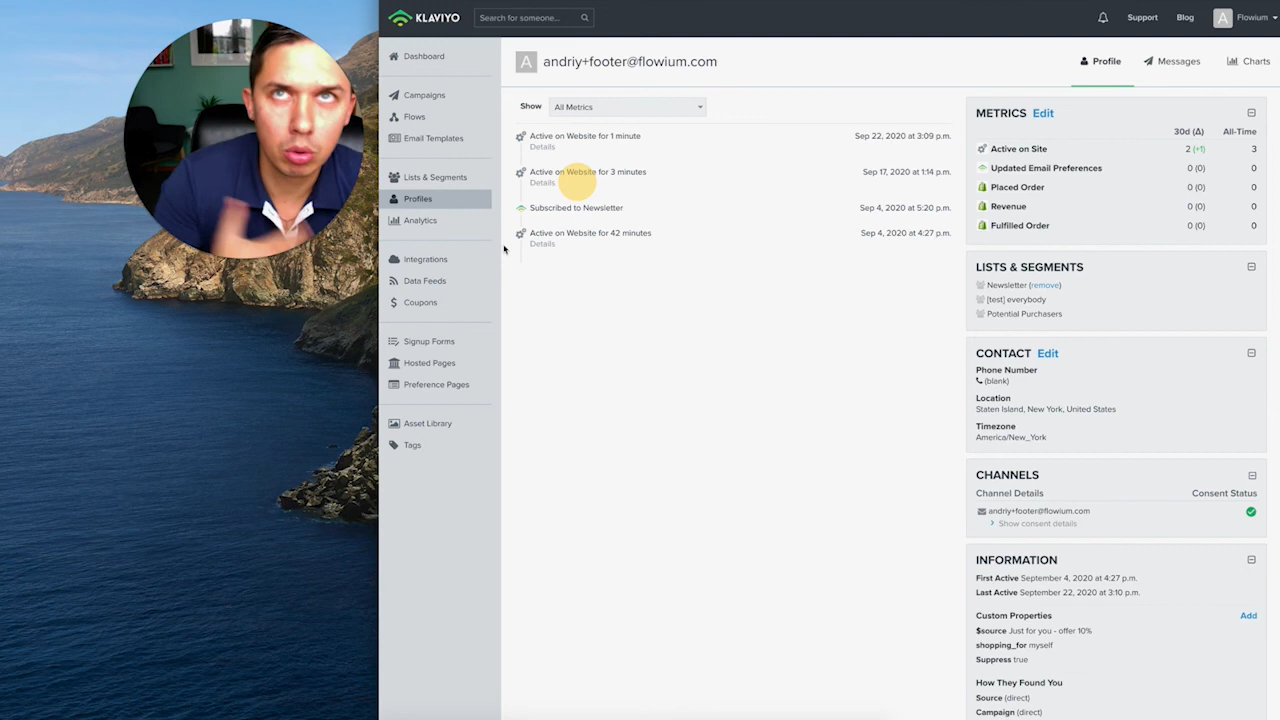 KLAVIYO
Search for someone...
Support
Blog
A
Flowium
Dashboard
Campaigns
Flows
Email Templates
Lists & Segments
Profiles
Analytics
Integrations
Data Feeds
$ Coupons
Signup Forms
Hosted Pages
Preference Pages
Asset Library
Tags
A andriy+footer@flowium.com
Profile
Messages
Charts
Show All Metrics
Active on Website for 1 minute Sep 22, 2020 at 3:09 p.m.
Details
Active on Website for 3 minutes Sep 17, 2020 at 1:14 p.m.
Details
Subscribed to Newsletter Sep 4, 2020 at 5:20 p.m.
Active on Website for 42 minutes Sep 4, 2020 at 4:27 p.m.
Details
METRICS Edit
30d (Δ) All-Time
Active on Site 2 (+1) 3
Updated Email Preferences 0 (0) 0
Placed Order 0 (0) 0
Revenue 0 (0) 0
Fulfilled Order 0 (0) 0
LISTS & SEGMENTS
Newsletter (remove)
[test] everybody
Potential Purchasers
CONTACT Edit
Phone Number
(blank)
Location
Staten Island, New York, United States
Timezone
America/New_York
CHANNELS
Channel Details Consent Status
andriy+footer@flowium.com
> Show consent details
INFORMATION
First Active September 4, 2020 at 4:27 p.m.
Last Active September 22, 2020 at 3:10 p.m.
Custom Properties Add
$source Just for you - offer 10%
shopping_for myself
Suppress true
How They Found You
Source (direct)
Campaign (direct)